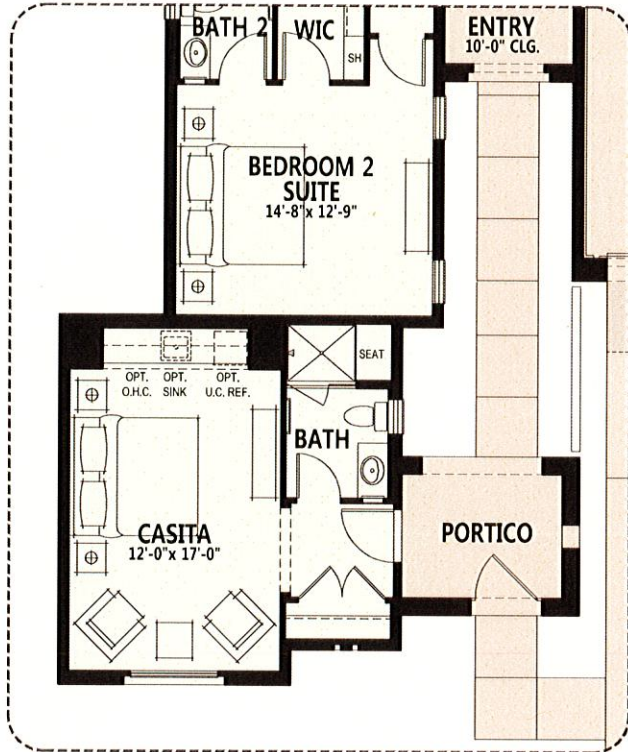 BATH 2
WIC
SH
ENTRY
10'-0" CLG.
BEDROOM 2
SUITE
14'-8" x 12'-9"
SEAT
OPT. OPT. OPT.
O.H.C. SINK U.C. REF.
BATH
CASITA
12'-0" x 17'-0"
PORTICO